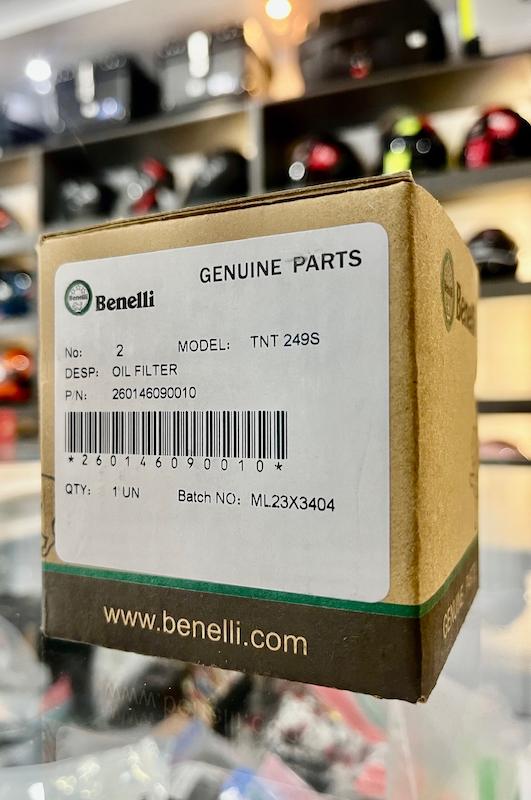 GENUINE PARTS
Benelli Benelli
No: 2 MODEL: TNT 249S
DESP: OIL FILTER
P/N: 260146090010
*260146090010*
QTY: 1 UN Batch NO: ML23X3404
www.benelli.com